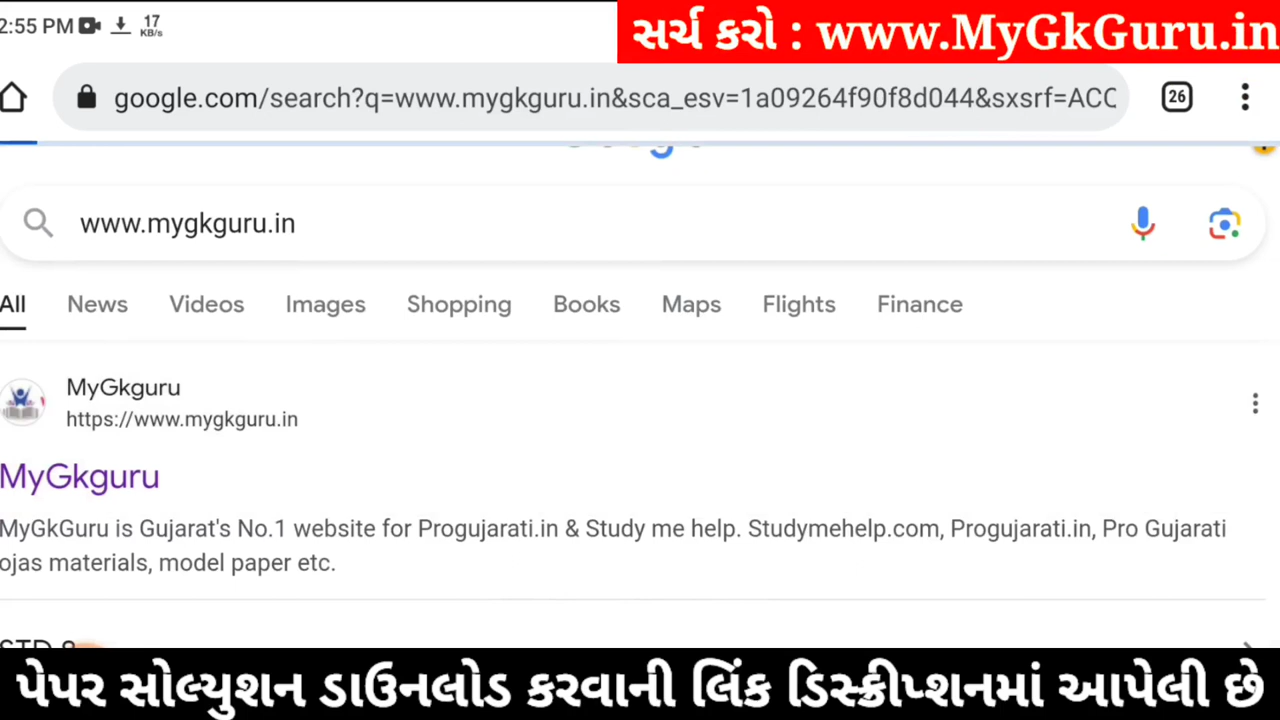 2:55 PM 17 KB/s
સર્ચ કરો : www.MyGkGuru.in
google.com/search?q=www.mygkguru.in&sca_esv=1a09264f90f8d044&sxsrf=ACC
26
www.mygkguru.in
All News Videos Images Shopping Books Maps Flights Finance
MyGkguru
https://www.mygkguru.in
MyGkguru
MyGkGuru is Gujarat's No.1 website for Progujarati.in & Study me help. Studymehelp.com, Progujarati.in, Pro Gujarati
ojas materials, model paper etc.
પેપર સોલ્યુશન ડાઉનલોડ કરવાની લિંક ડિસ્ક્રીપ્શનમાં આપેલી છે